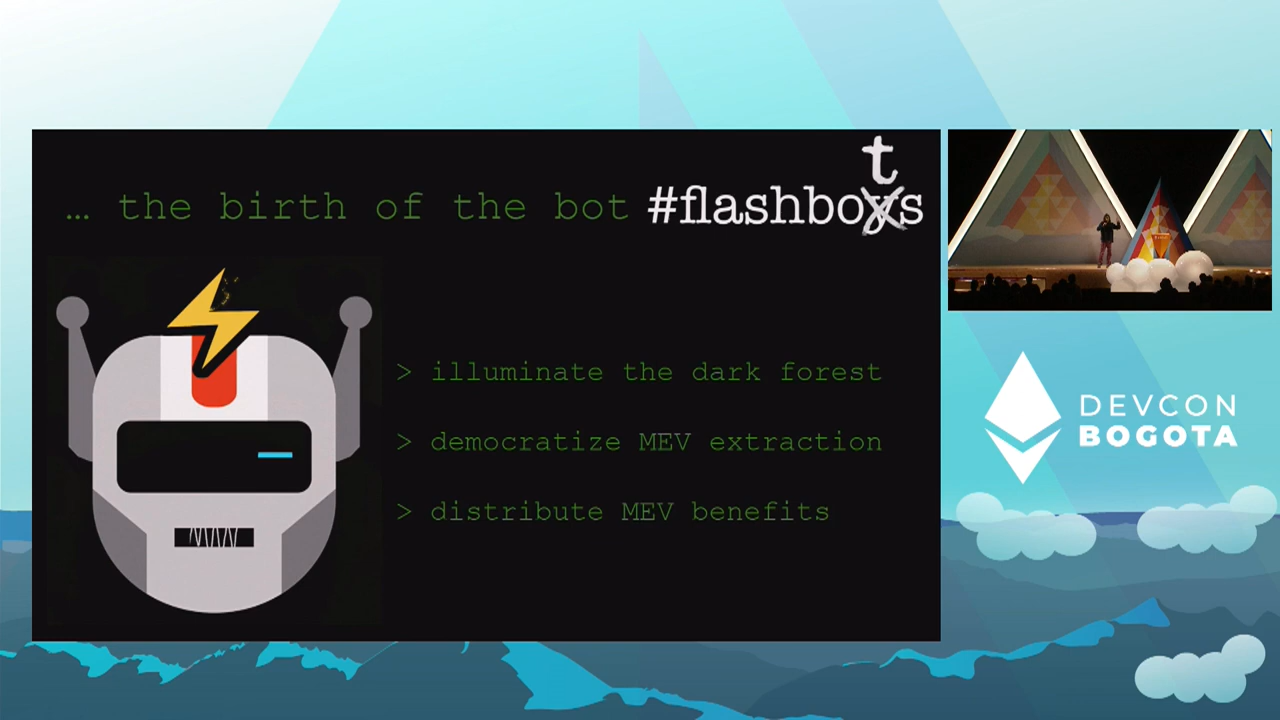 … the birth of the bot #flashboys
t
> illuminate the dark forest
> democratize MEV extraction
> distribute MEV benefits
DEVCON
BOGOTA